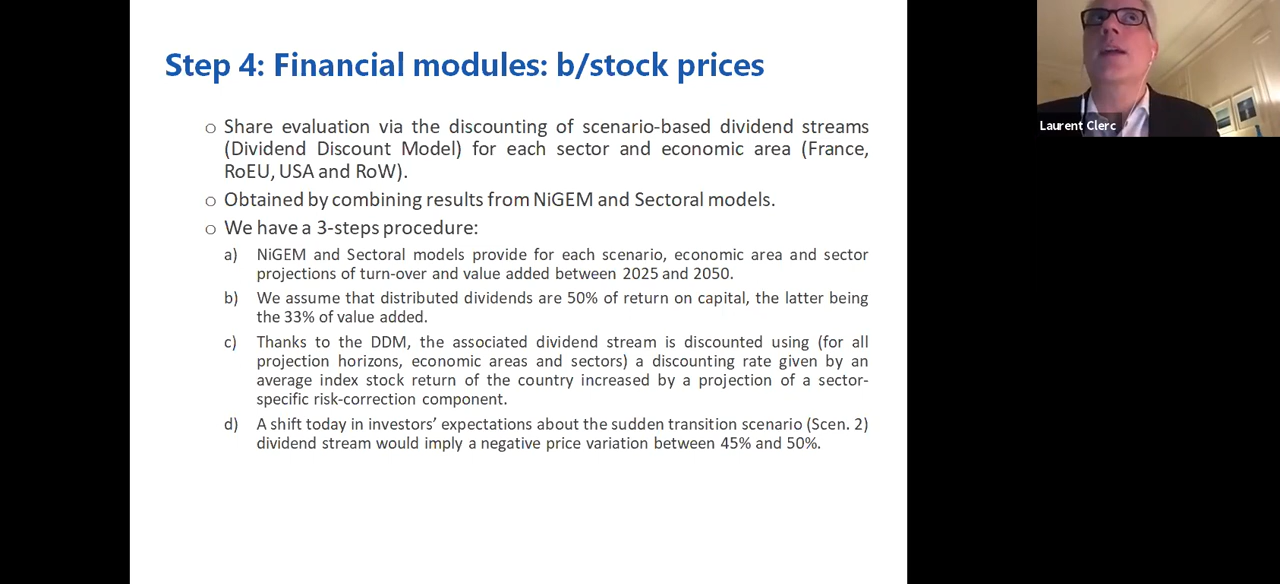 Step 4: Financial modules: b/stock prices
○ Share evaluation via the discounting of scenario-based dividend streams
(Dividend Discount Model) for each sector and economic area (France,
RoEU, USA and RoW).
○ Obtained by combining results from NiGEM and Sectoral models.
○ We have a 3-steps procedure:
a) NiGEM and Sectoral models provide for each scenario, economic area and sector
projections of turn-over and value added between 2025 and 2050.
b) We assume that distributed dividends are 50% of return on capital, the latter being
the 33% of value added.
c) Thanks to the DDM, the associated dividend stream is discounted using (for all
projection horizons, economic areas and sectors) a discounting rate given by an
average index stock return of the country increased by a projection of a sector-
specific risk-correction component.
d) A shift today in investors’ expectations about the sudden transition scenario (Scen. 2)
dividend stream would imply a negative price variation between 45% and 50%.
Laurent Clerc